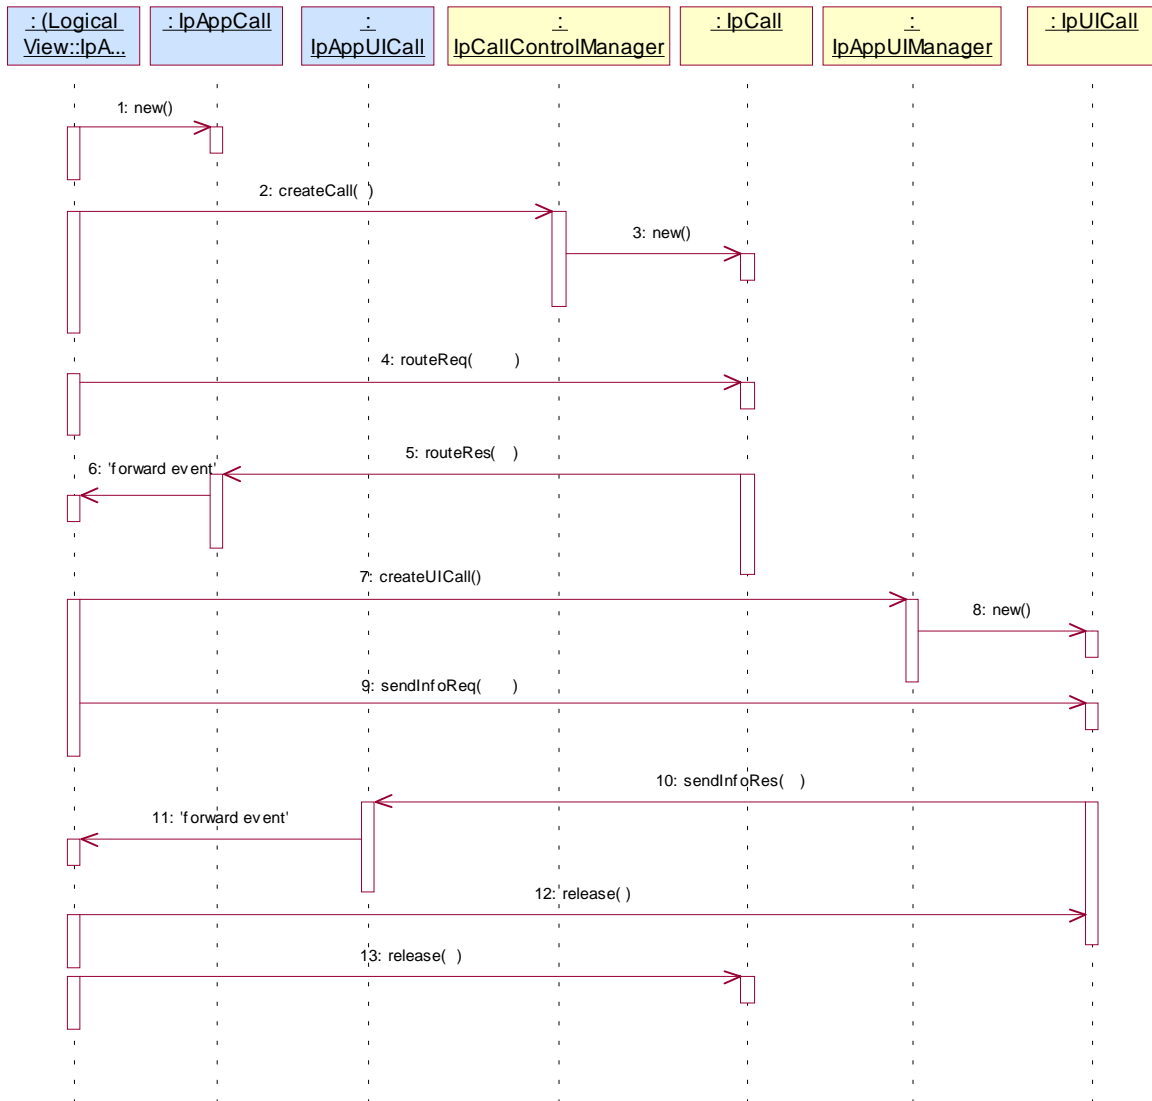 : (Logical
View::IpA...
: IpAppCall
:
IpAppUICall
:
IpCallControlManager
: IpCall
:
IpAppUIManager
: IpUICall
1: new()
2: createCall( )
3: new()
4: routeReq( )
5: routeRes( )
6: 'forward event'
7: createUICall()
8: new()
9: sendInfoReq( )
10: sendInfoRes( )
11: 'forward event'
12: release( )
13: release( )